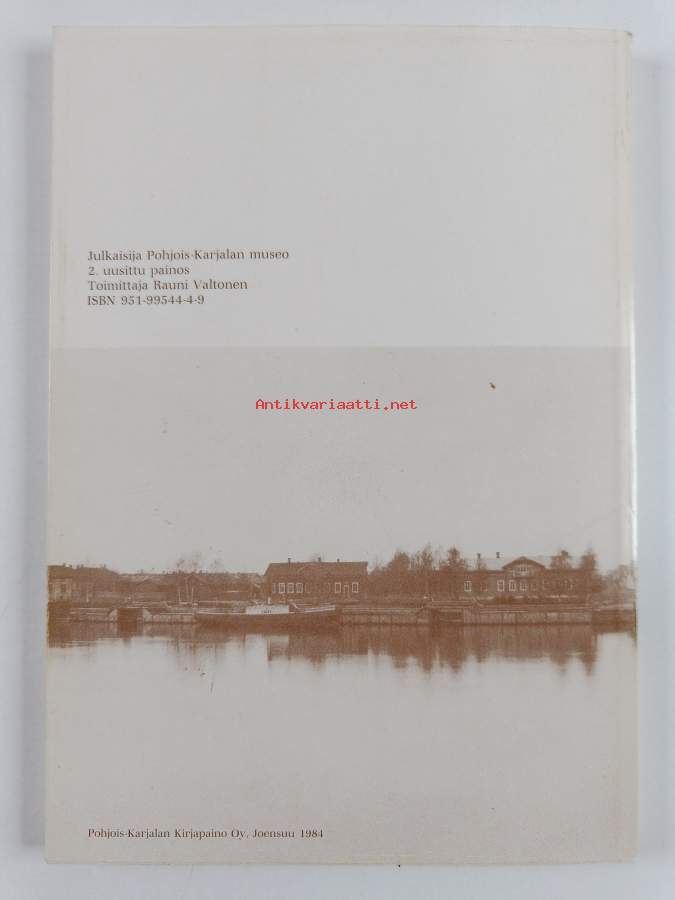 Julkaisija Pohjois-Karjalan museo
2. uusittu painos
Toimittaja Rauni Valtonen
ISBN 951-99544-4-9
Antikvariaatti.net
Pohjois-Karjalan Kirjapaino Oy, Joensuu 1984